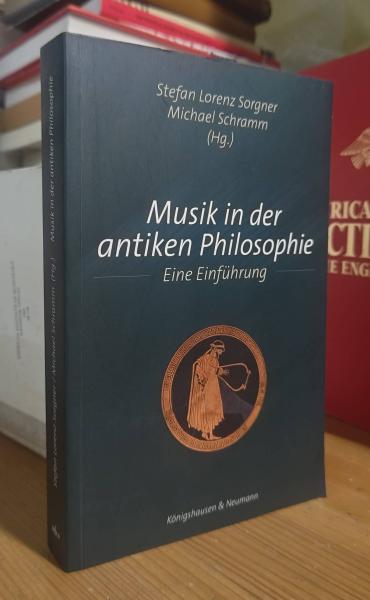 Stefan Lorenz Sorgner
Michael Schramm
(Hg.)
Musik in der
antiken Philosophie
Eine Einführung
Königshausen & Neumann
Stefan Lorenz Sorgner / Michael Schramm (Hg.) Musik in der antiken Philosophie